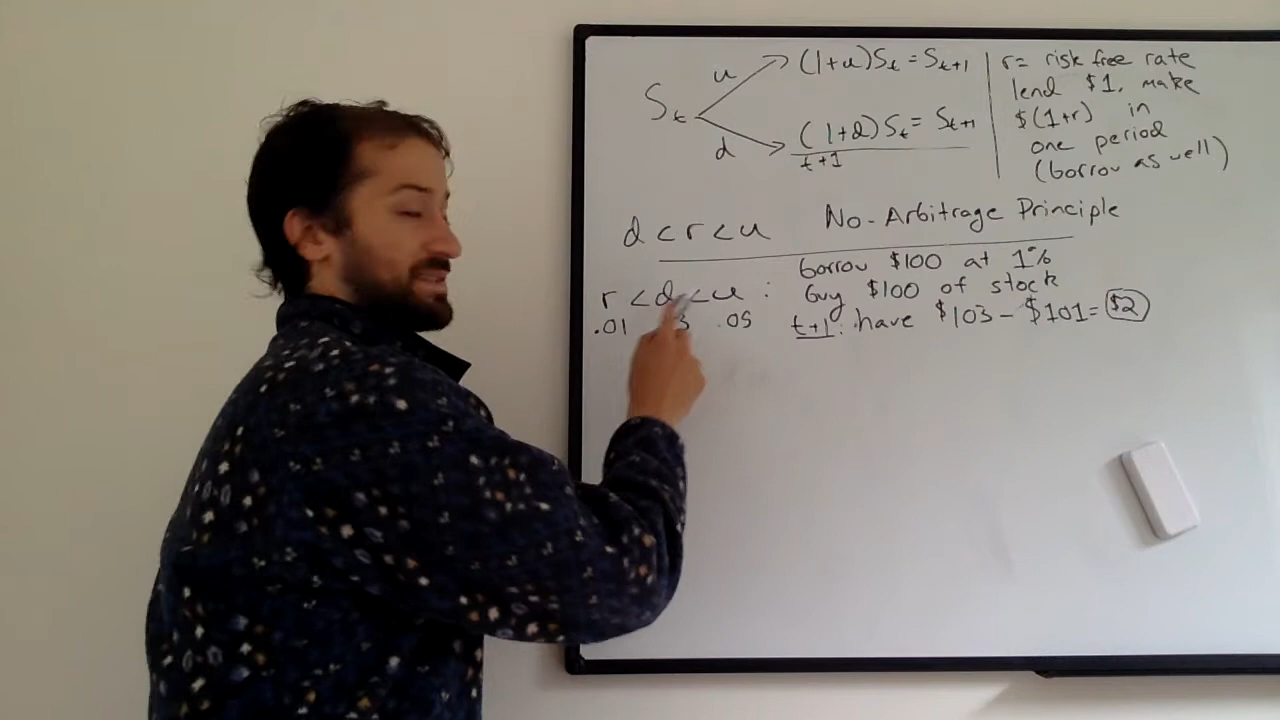 u
(1+u)S_t = S_t+1
S_t
d
(1+d)S_t = S_t+1
t+1
r= risk free rate
lend $1, make
$(1+r) in
one period
(borrow as well)
d < r < u No-Arbitrage Principle
borrow $100 at 1%
r < d < u :
buy $100 of stock
.01 3 .05
t+1: have $103 - $101 = $2